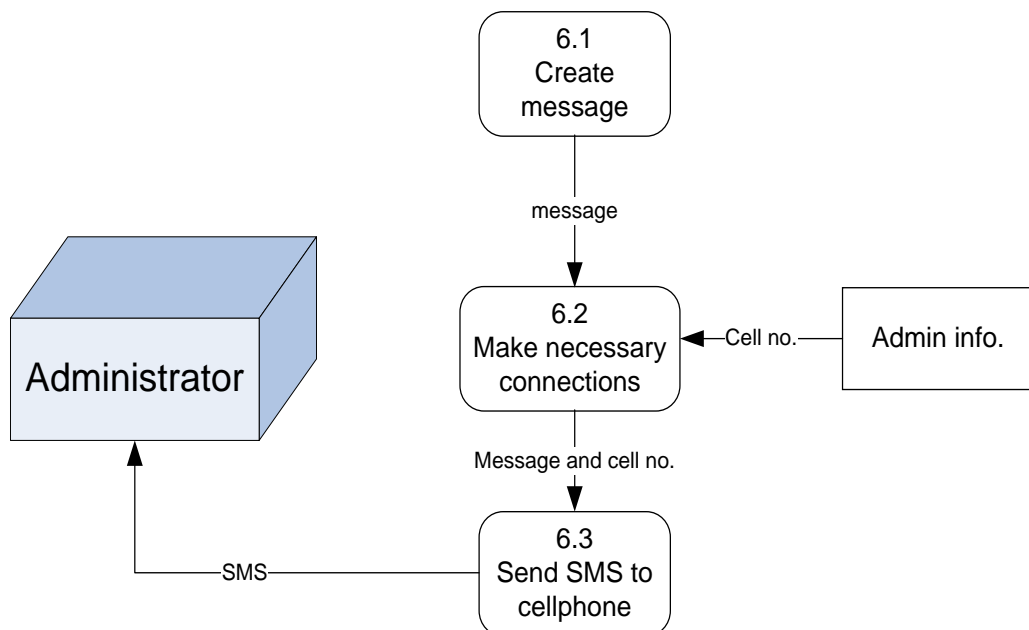 6.1
Create
message
message
6.2
Make necessary
connections
Cell no.
Admin info.
Administrator
Message and cell no.
6.3
Send SMS to
cellphone
SMS